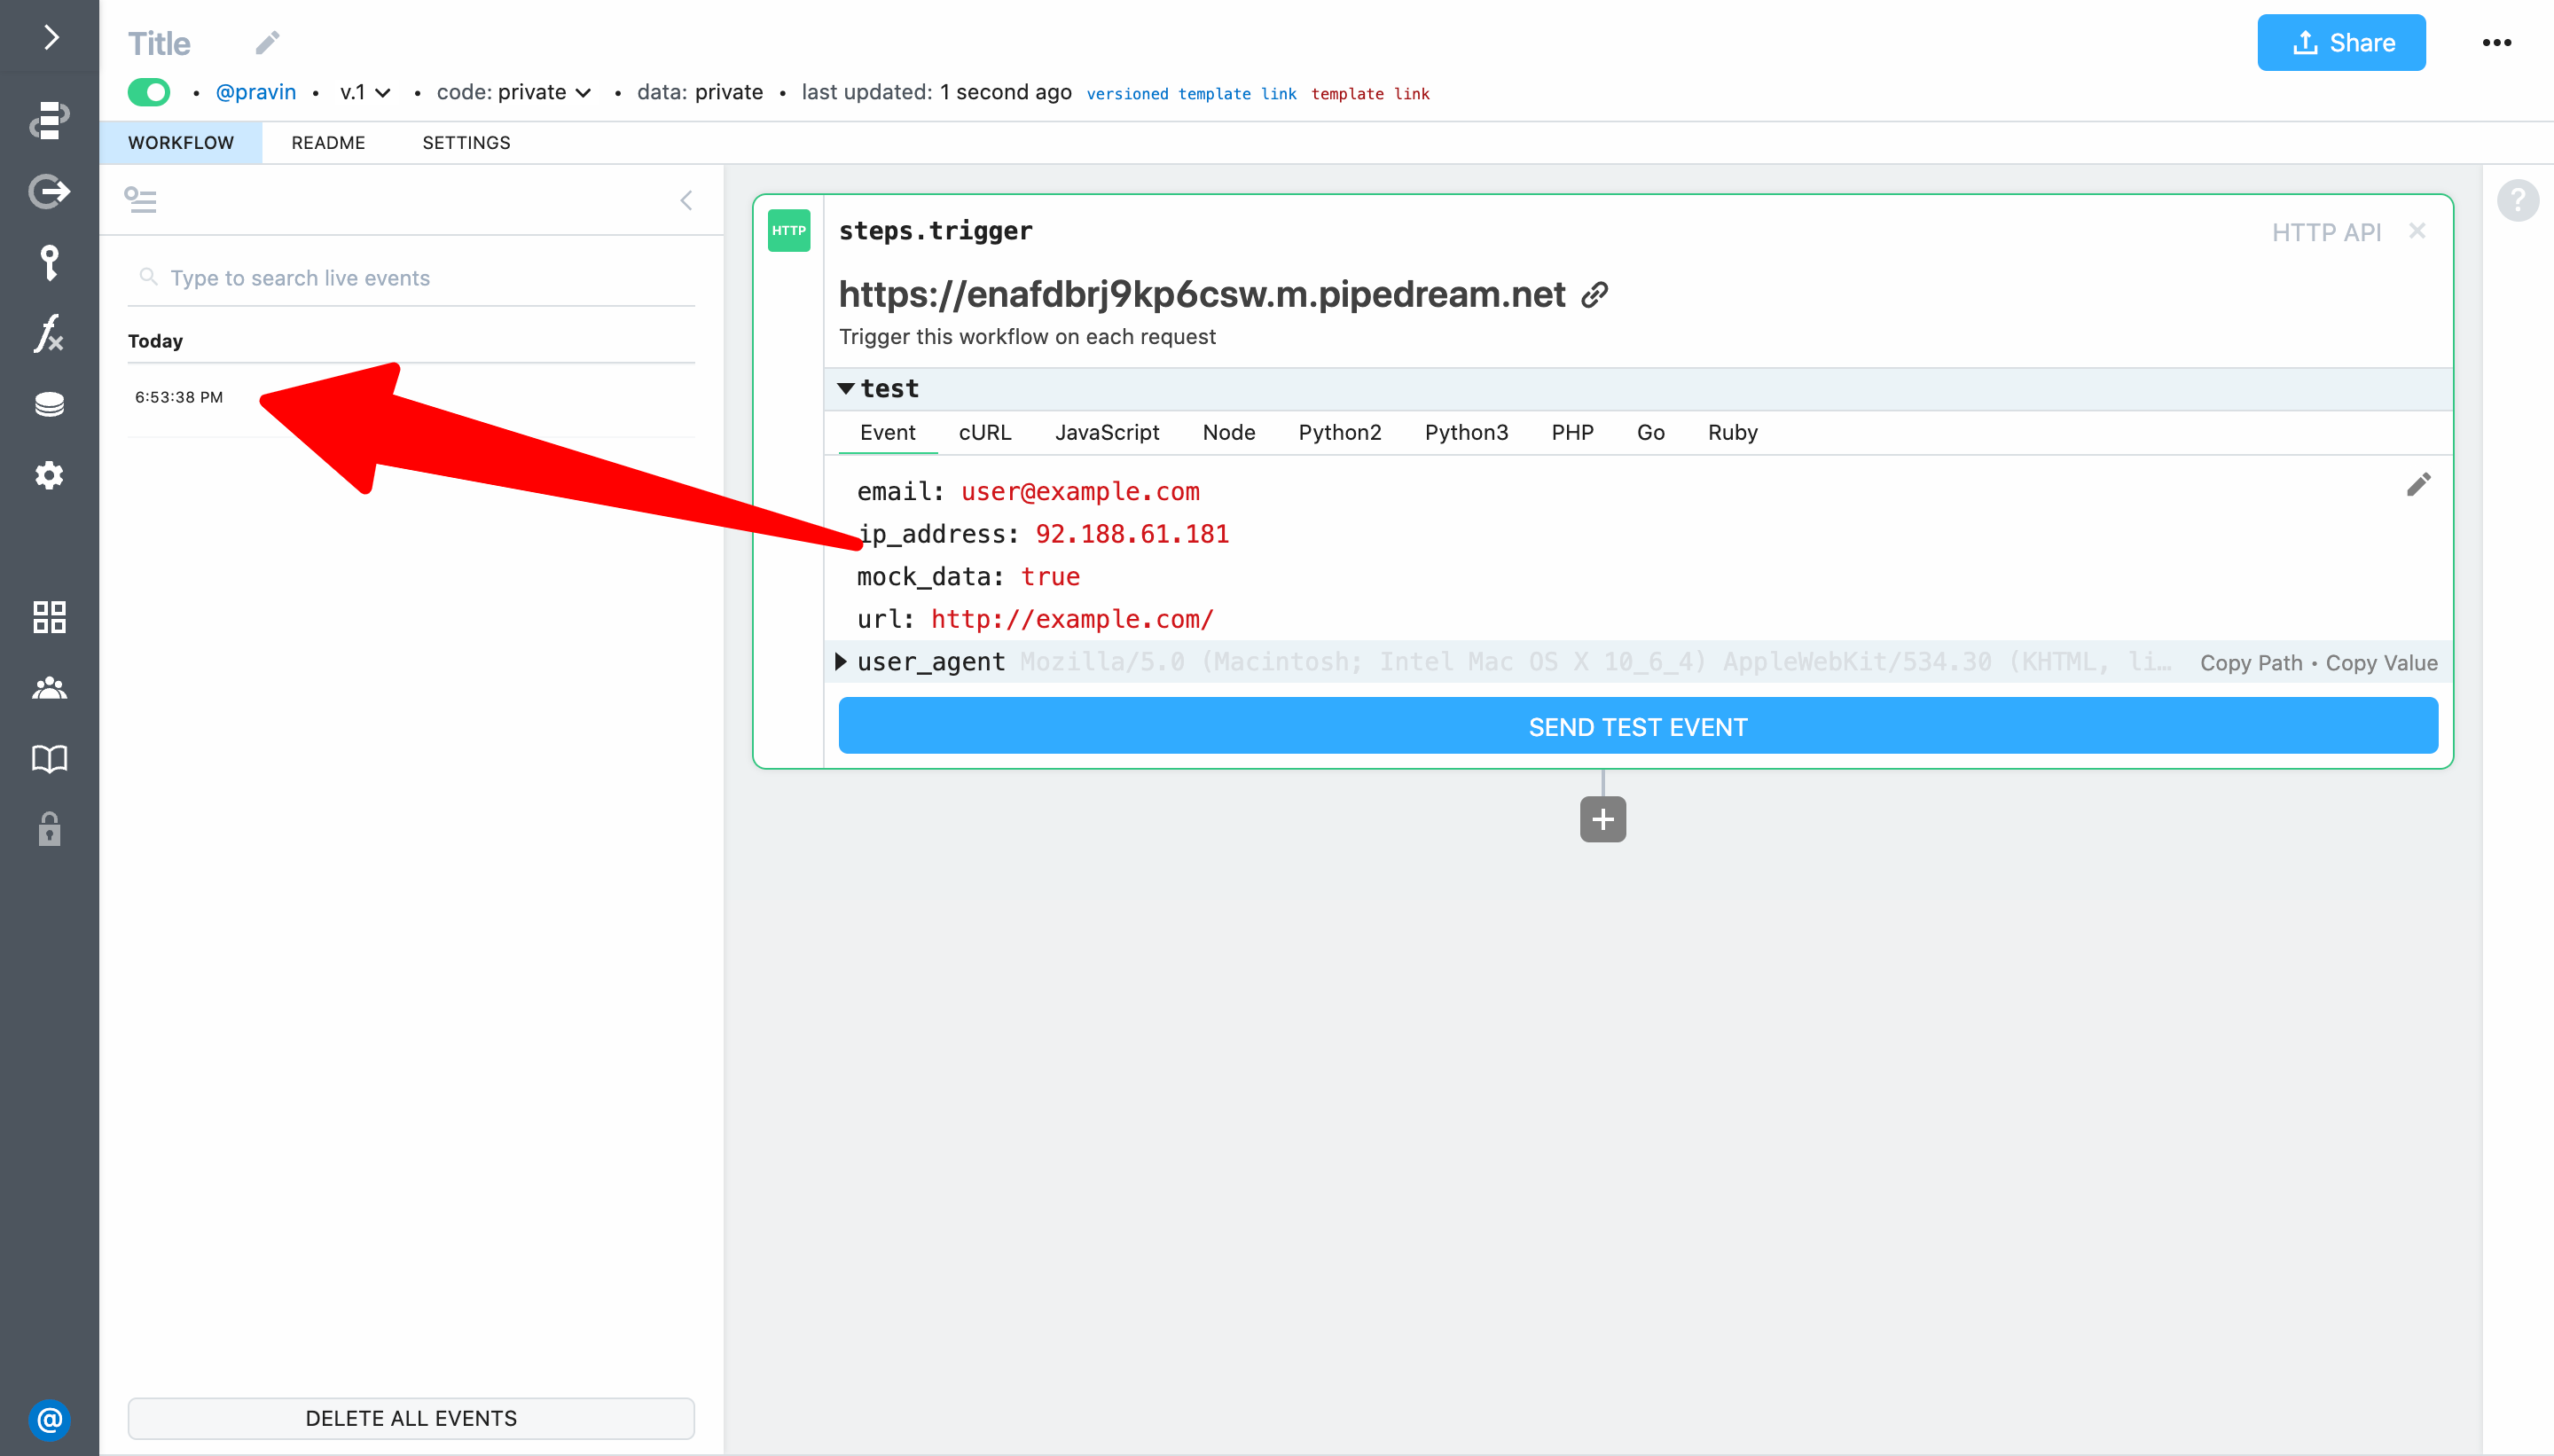 Title
Share
@pravin • v.1 • code: private • data: private • last updated: 1 second ago versioned template link template link
WORKFLOW README SETTINGS
Type to search live events
Today
6:53:38 PM
DELETE ALL EVENTS
@
HTTP steps.trigger HTTP API
https://enafdbrj9kp6csw.m.pipedream.net
Trigger this workflow on each request
test
Event cURL JavaScript Node Python2 Python3 PHP Go Ruby
email: user@example.com
ip_address: 92.188.61.181
mock_data: true
url: http://example.com/
user_agent Mozilla/5.0 (Macintosh; Intel Mac OS X 10_6_4) AppleWebKit/534.30 (KHTML, li… Copy Path • Copy Value
SEND TEST EVENT
?